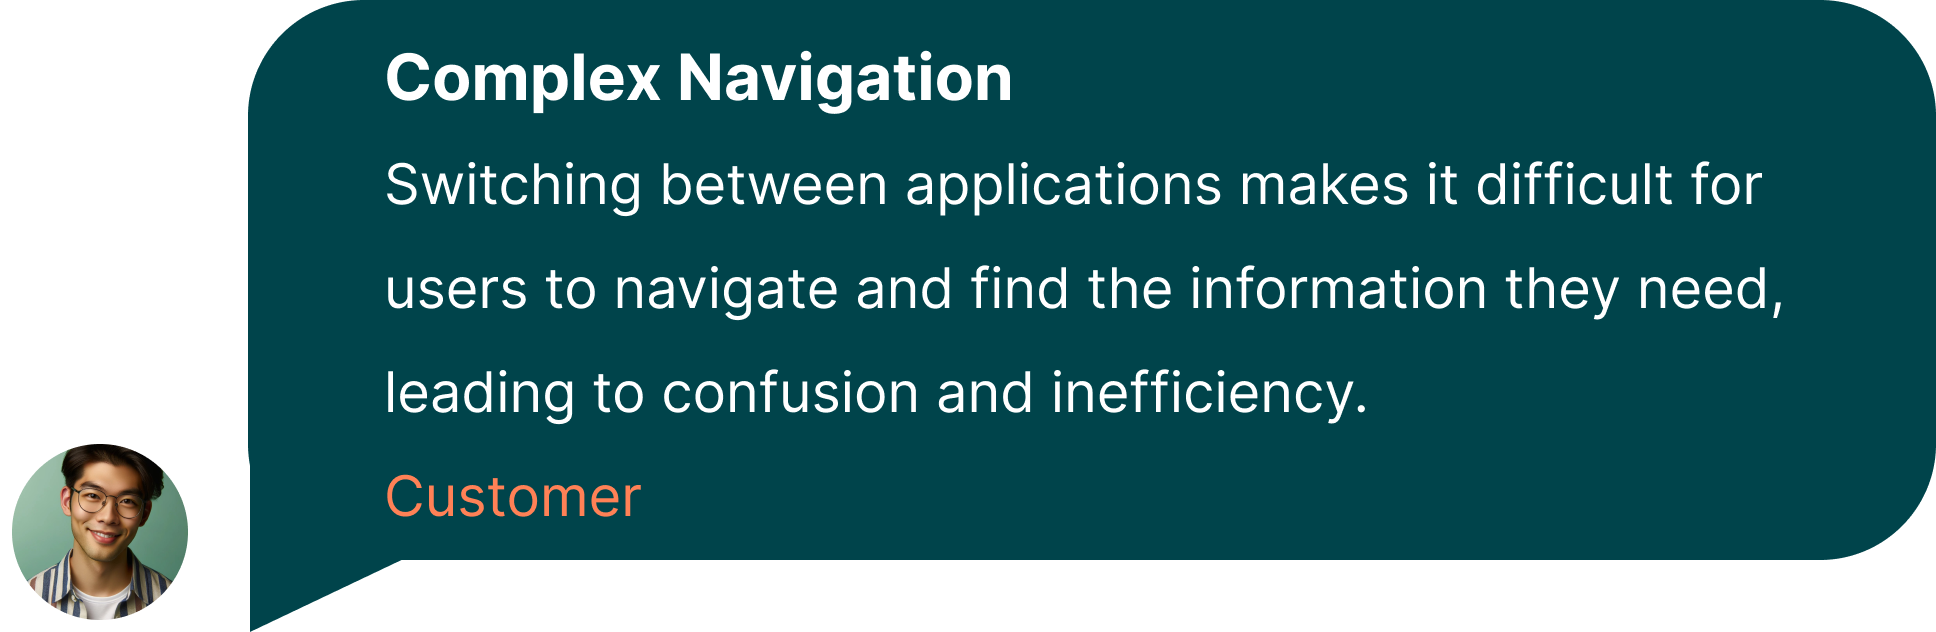 Complex Navigation
Switching between applications makes it difficult for
users to navigate and find the information they need,
leading to confusion and inefficiency.
Customer